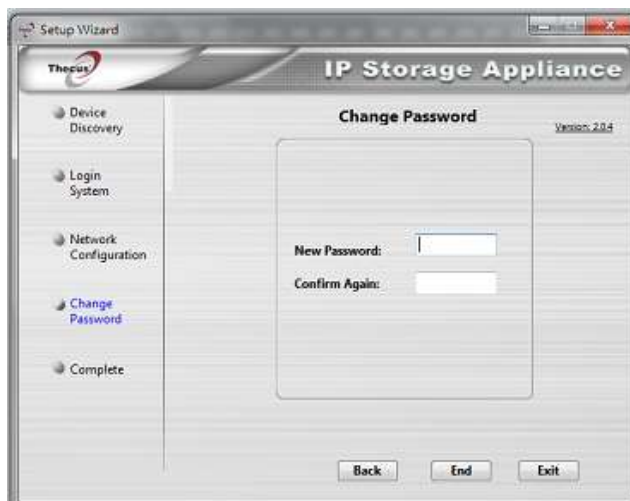 Setup Wizard
Thecus
IP Storage Appliance
Device
Discovery
Login
System
Network
Configuration
Change
Password
Complete
Change Password
Version: 2.0.4
New Password:
Confirm Again:
Back
End
Exit